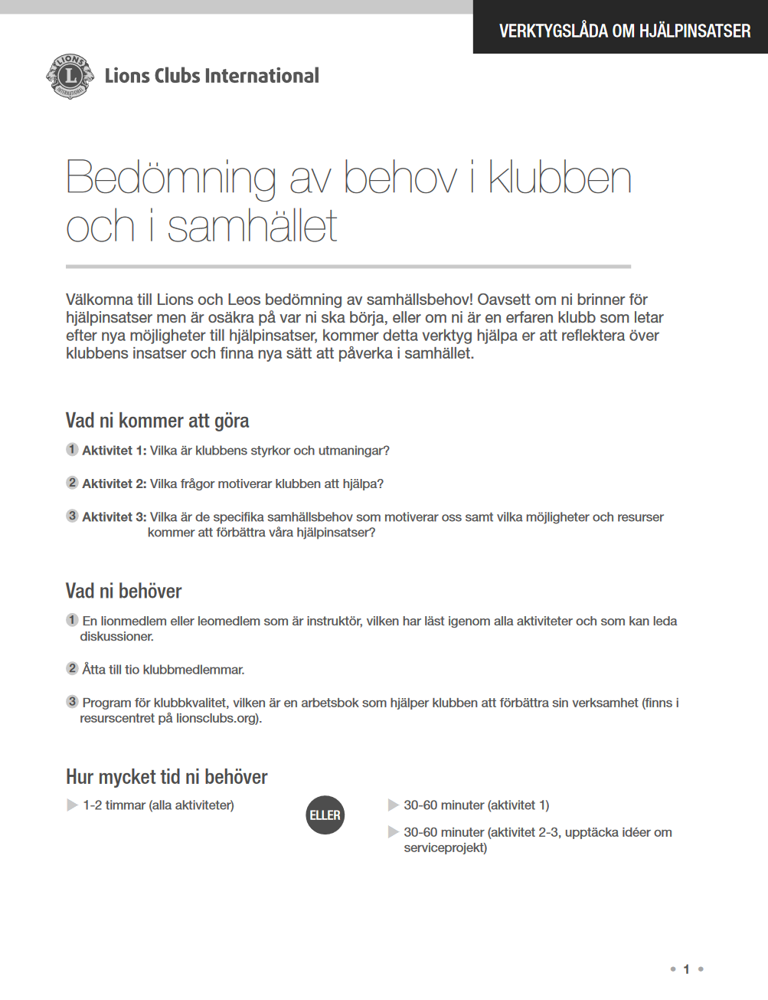 VERKTYGSLÅDA OM HJÄLPINSATSER
LIONS
L
INTERNATIONAL
Lions Clubs International
Bedömning av behov i klubben
och i samhället
Välkomna till Lions och Leos bedömning av samhällsbehov! Oavsett om ni brinner för
hjälpinsatser men är osäkra på var ni ska börja, eller om ni är en erfaren klubb som letar
efter nya möjligheter till hjälpinsatser, kommer detta verktyg hjälpa er att reflektera över
klubbens insatser och finna nya sätt att påverka i samhället.
Vad ni kommer att göra
1 Aktivitet 1: Vilka är klubbens styrkor och utmaningar?
2 Aktivitet 2: Vilka frågor motiverar klubben att hjälpa?
3 Aktivitet 3: Vilka är de specifika samhällsbehov som motiverar oss samt vilka möjligheter och resurser
kommer att förbättra våra hjälpinsatser?
Vad ni behöver
1 En lionmedlem eller leomedlem som är instruktör, vilken har läst igenom alla aktiviteter och som kan leda
diskussioner.
2 Åtta till tio klubbmedlemmar.
3 Program för klubbkvalitet, vilken är en arbetsbok som hjälper klubben att förbättra sin verksamhet (finns i
resurscentret på lionsclubs.org).
Hur mycket tid ni behöver
1-2 timmar (alla aktiviteter)
ELLER
30-60 minuter (aktivitet 1)
30-60 minuter (aktivitet 2-3, upptäcka idéer om
serviceprojekt)
• 1 •